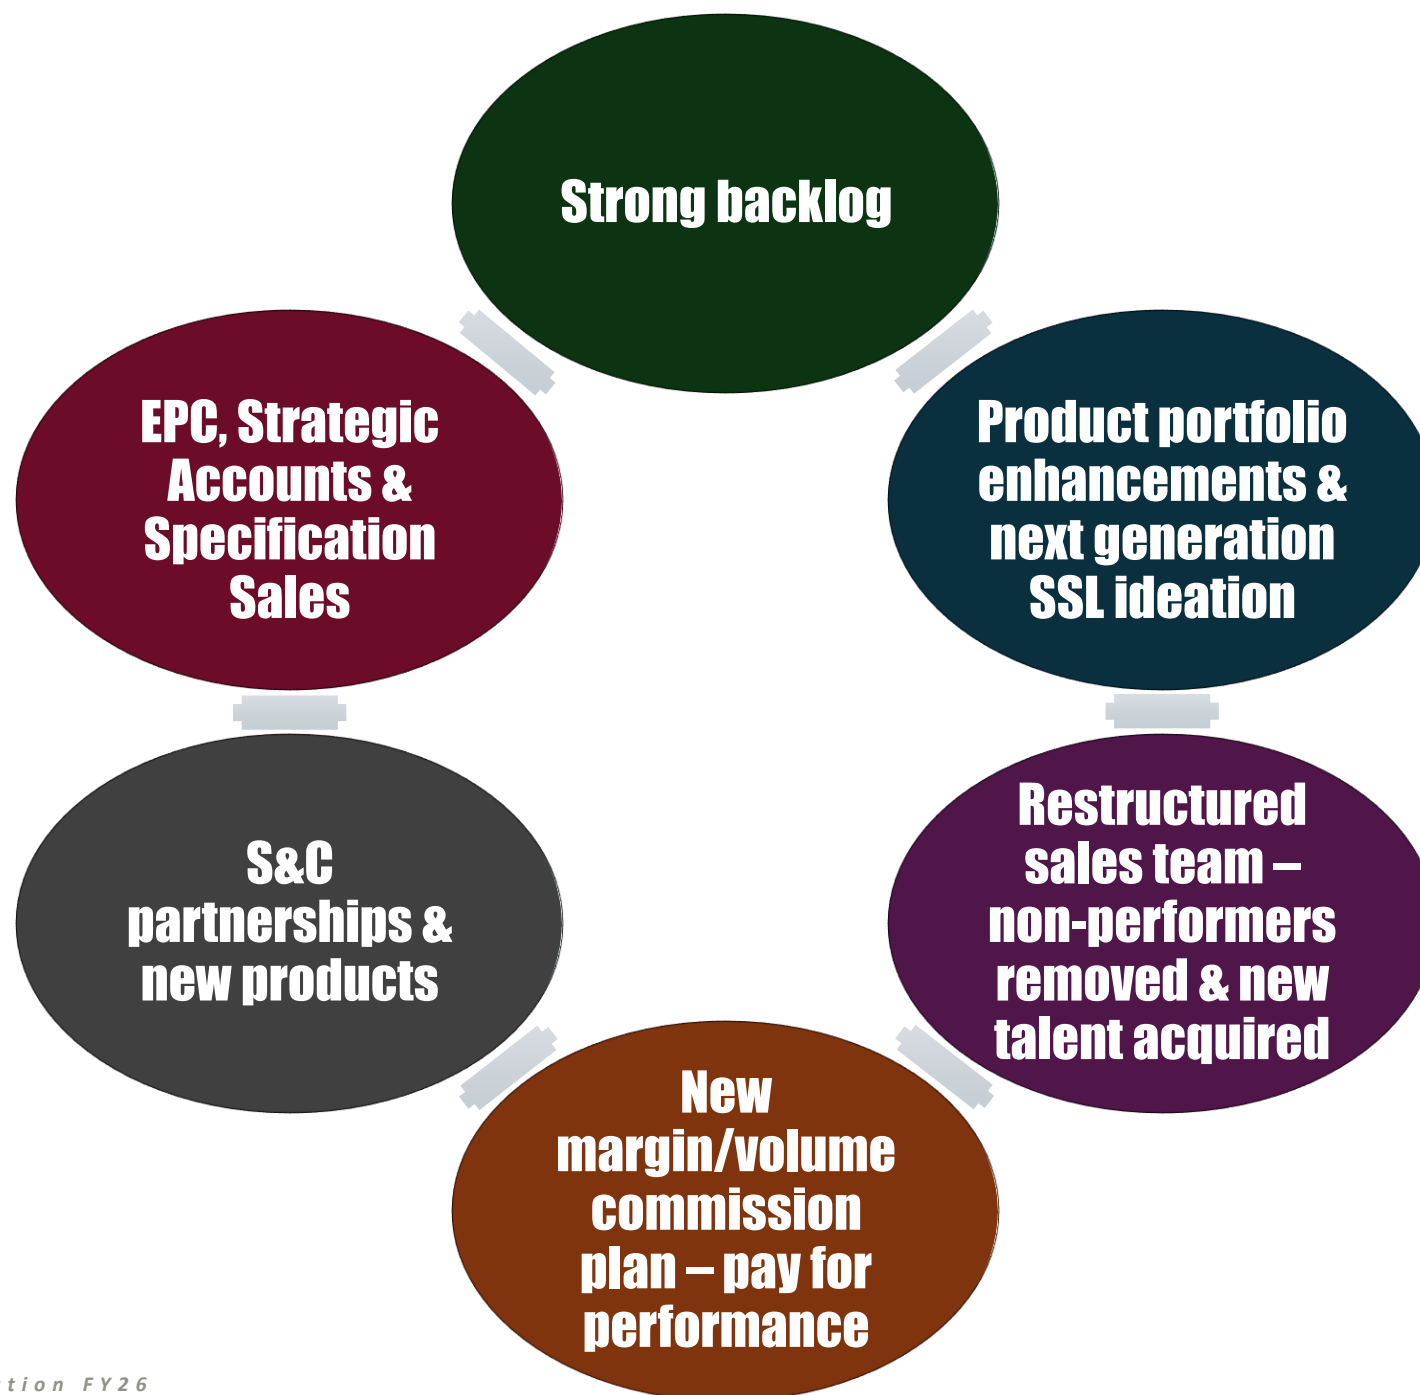 Strong backlog
EPC, Strategic
Accounts &
Specification
Sales
Product portfolio
enhancements &
next generation
SSL ideation
S&C
partnerships &
new products
Restructured
sales team –
non-performers
removed & new
talent acquired
New
margin/volume
commission
plan – pay for
performance
FY26